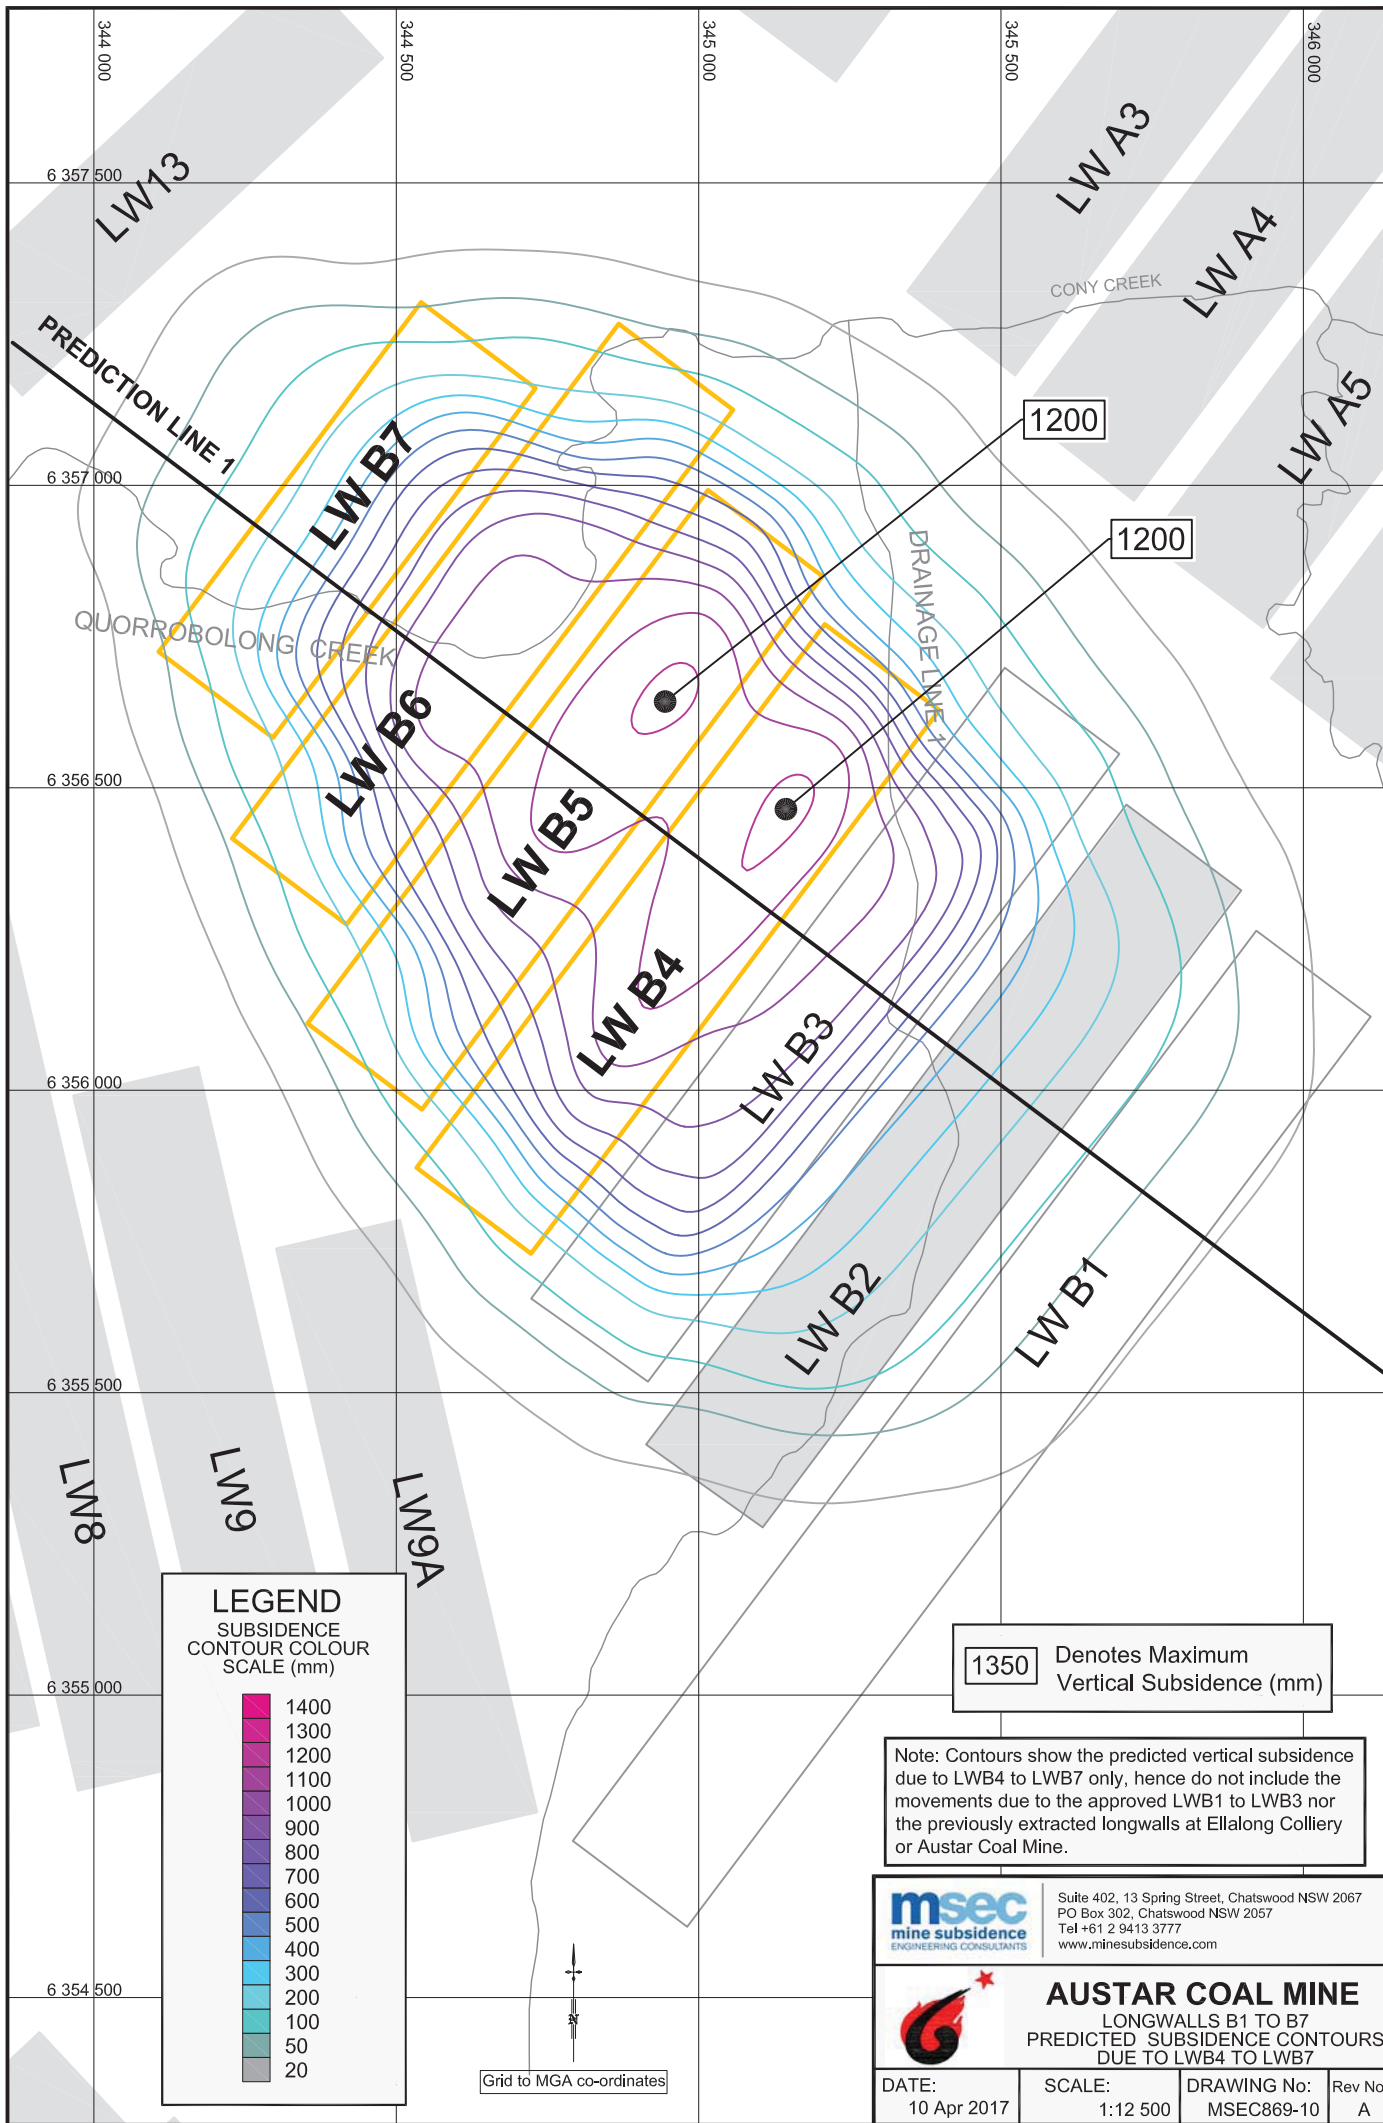 344 000
344 500
345 000
345 500
346 000
6 357 500
6 357 000
6 356 500
6 356 000
6 355 500
6 355 000
6 354 500
LW13
LW A3
LW A4
LW A5
CONY CREEK
PREDICTION LINE 1
1200
1200
LW B7
DRAINAGE LINE 1
QUORROBOLONG CREEK
LW B6
LW B5
LW B4
LW B3
LW B2
LW B1
LW8
LW9
LW9A
LEGEND
SUBSIDENCE
CONTOUR COLOUR
SCALE (mm)
1400
1300
1200
1100
1000
900
800
700
600
500
400
300
200
100
50
20
N
Grid to MGA co-ordinates
1350 Denotes Maximum
Vertical Subsidence (mm)
Note: Contours show the predicted vertical subsidence
due to LWB4 to LWB7 only, hence do not include the
movements due to the approved LWB1 to LWB3 nor
the previously extracted longwalls at Ellalong Colliery
or Austar Coal Mine.
msec
mine subsidence
ENGINEERING CONSULTANTS
Suite 402, 13 Spring Street, Chatswood NSW 2067
PO Box 302, Chatswood NSW 2057
Tel +61 2 9413 3777
www.minesubsidence.com
AUSTAR COAL MINE
LONGWALLS B1 TO B7
PREDICTED SUBSIDENCE CONTOURS
DUE TO LWB4 TO LWB7
DATE:
10 Apr 2017
SCALE:
1:12 500
DRAWING No:
MSEC869-10
Rev No
A